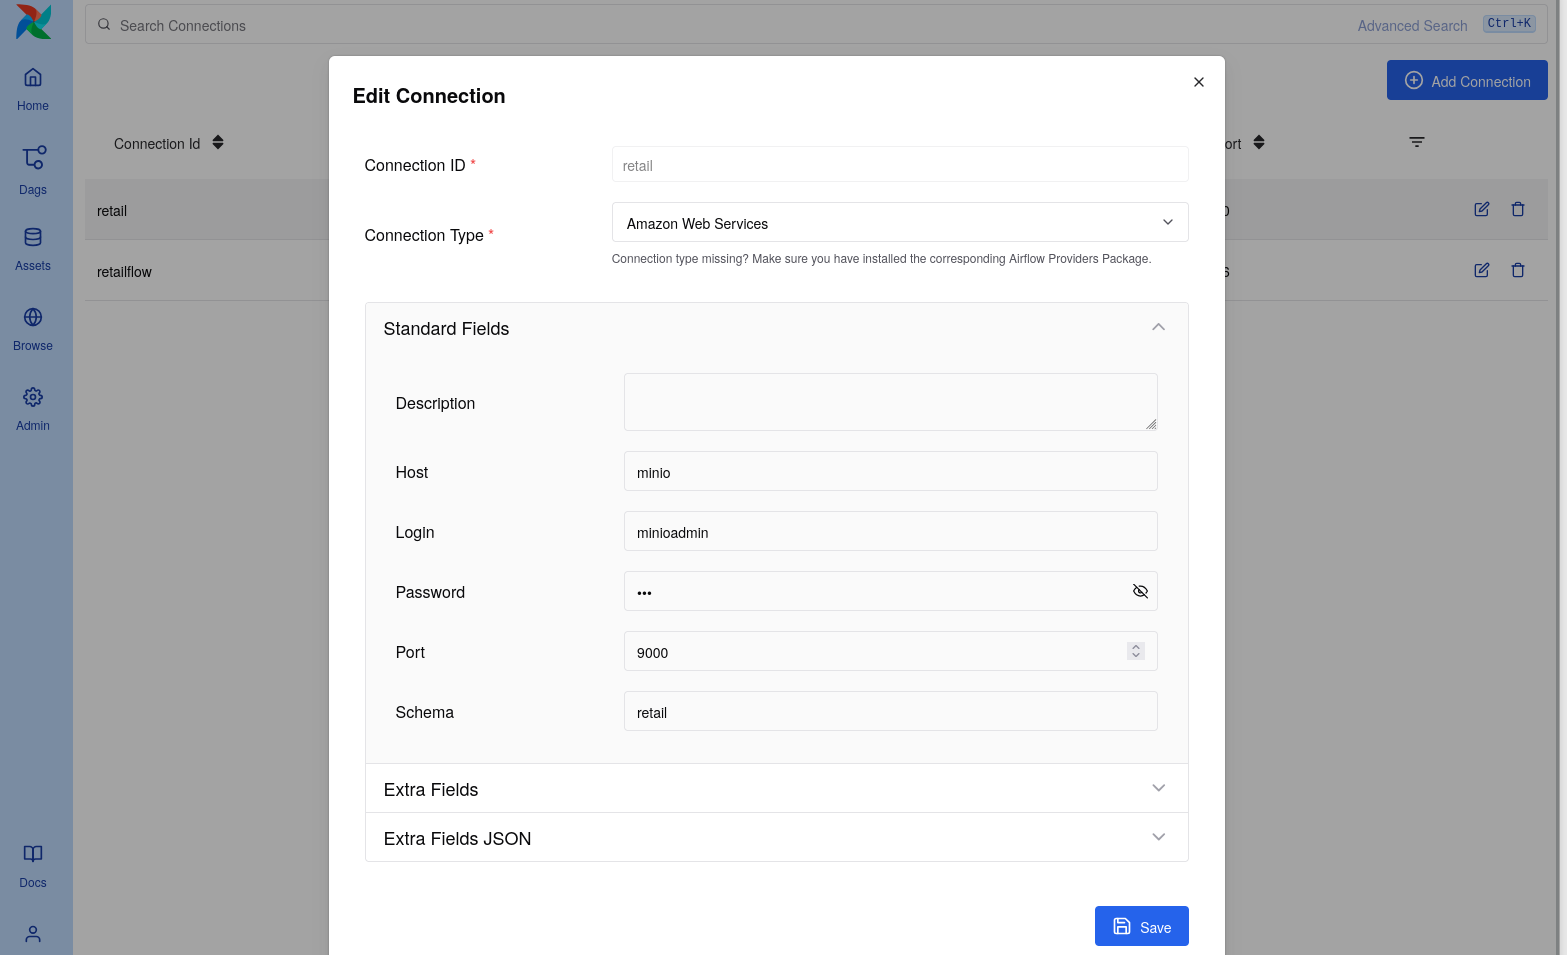 Search Connections
Advanced Search
Ctrl+K
Home
Dags
Assets
Browse
Admin
Docs
Add Connection
Connection Id
retail
retailflow
Edit Connection
Connection ID *
retail
Connection Type *
Amazon Web Services
Connection type missing? Make sure you have installed the corresponding Airflow Providers Package.
Standard Fields
Description
Host
minio
Login
minioadmin
Password
•••
Port
9000
Schema
retail
Extra Fields
Extra Fields JSON
Save